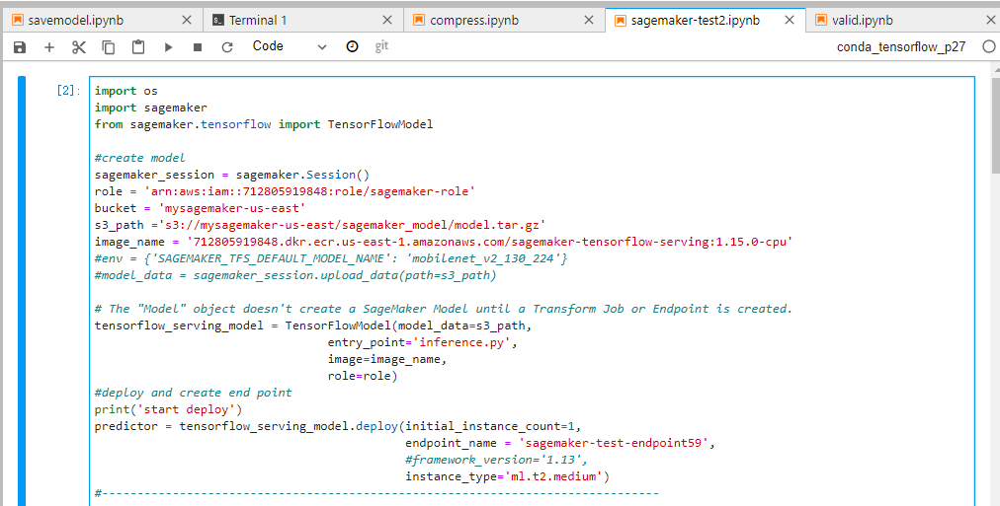 savemodel.ipynb
Terminal 1
compress.ipynb
sagemaker-test2.ipynb
valid.ipynb
Code
git
conda_tensorflow_p27
[2]:
import os
import sagemaker
from sagemaker.tensorflow import TensorFlowModel
#create model
sagemaker_session = sagemaker.Session()
role = 'arn:aws:iam::712805919848:role/sagemaker-role'
bucket = 'mysagemaker-us-east'
s3_path ='s3://mysagemaker-us-east/sagemaker_model/model.tar.gz'
image_name = '712805919848.dkr.ecr.us-east-1.amazonaws.com/sagemaker-tensorflow-serving:1.15.0-cpu'
#env = {'SAGEMAKER_TFS_DEFAULT_MODEL_NAME': 'mobilenet_v2_130_224'}
#model_data = sagemaker_session.upload_data(path=s3_path)
# The "Model" object doesn't create a SageMaker Model until a Transform Job or Endpoint is created.
tensorflow_serving_model = TensorFlowModel(model_data=s3_path,
entry_point='inference.py',
image=image_name,
role=role)
#deploy and create end point
print('start deploy')
predictor = tensorflow_serving_model.deploy(initial_instance_count=1,
endpoint_name = 'sagemaker-test-endpoint59',
#framework_version='1.13',
instance_type='ml.t2.medium')
#------------------------------------------------------------------------------